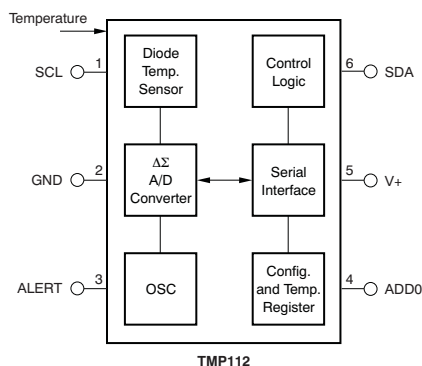 Temperature
SCL 1
Diode
Temp.
Sensor
Control
Logic
6 SDA
GND 2
ΔΣ
A/D
Converter
Serial
Interface
5 V+
ALERT 3
OSC
Config.
and Temp.
Register
4 ADD0
TMP112